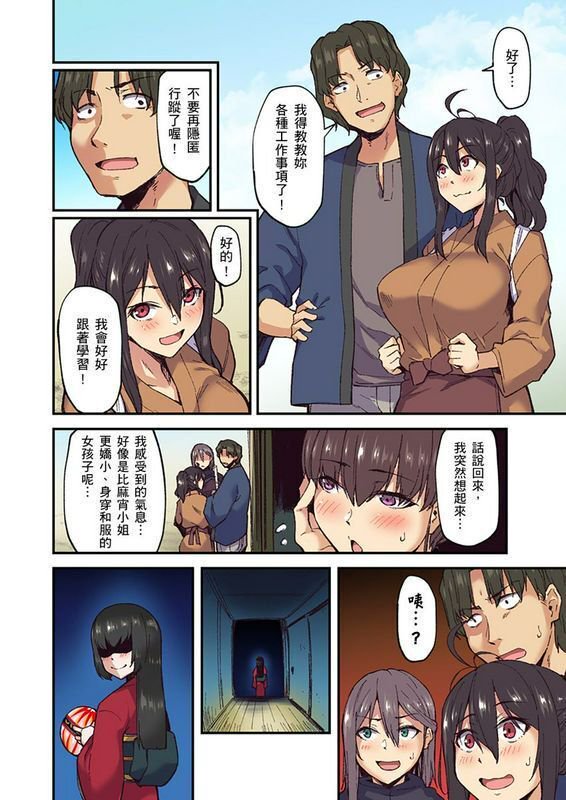 好了…
我得教教妳
各種工作事項了！
不要再隱匿
行蹤了喔！
好的！
我會好好
跟著學習！
話說回來，
我突然想起來…
我感受到的氣息…
好像是比麻宵小姐
更嬌小、身穿和服的
女孩子呢…
咦…？